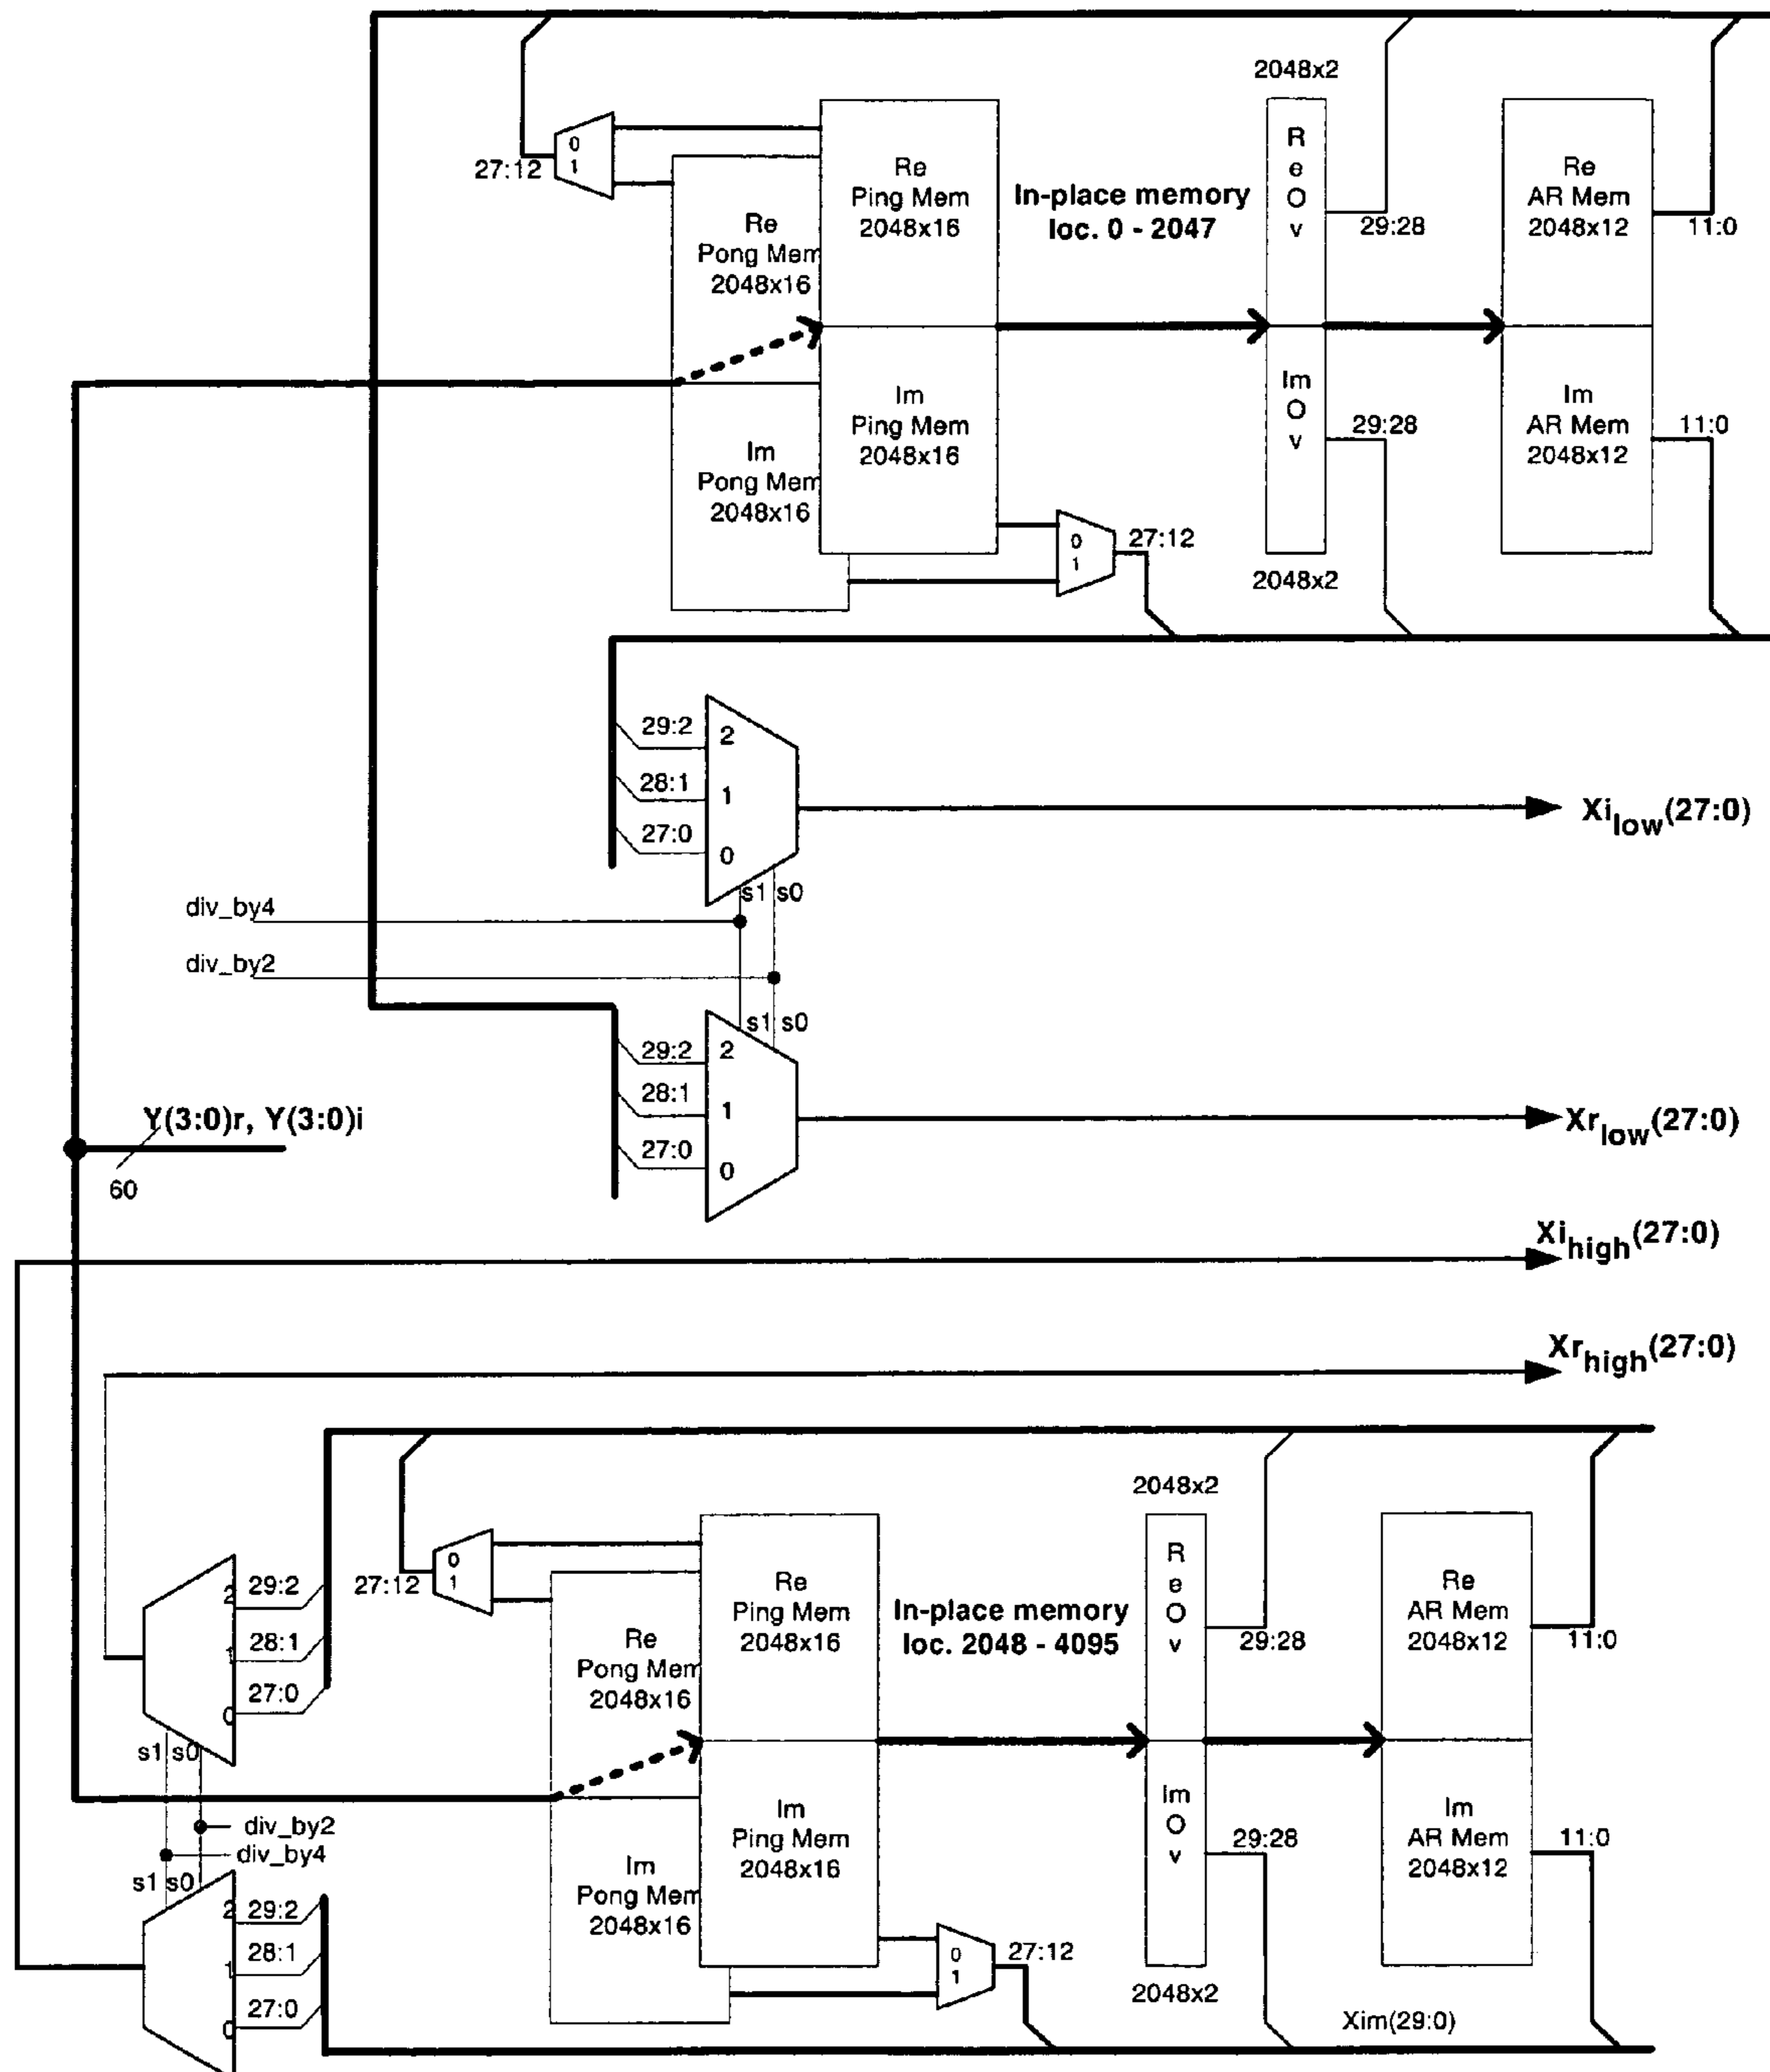 2048x2
0
1
27:12
Re
Ping Mem
2048x16
In-place memory
loc. 0 - 2047
R
e
O
v
29:28
Re
AR Mem
2048x12
11:0
Re
Pong Mem
2048x16
Im
Ping Mem
2048x16
Im
O
v
29:28
Im
AR Mem
2048x12
11:0
Im
Pong Mem
2048x16
0
1
27:12
2048x2
29:2
2
28:1
1
27:0
0
Xi low(27:0)
s1 s0
div_by4
div_by2
s1 s0
29:2
2
28:1
1
27:0
0
Xr low(27:0)
Y(3:0)r, Y(3:0)i
60
Xi high(27:0)
Xr high(27:0)
2048x2
0
1
27:12
Re
Ping Mem
2048x16
In-place memory
loc. 2048 - 4095
R
e
O
v
29:28
Re
AR Mem
2048x12
11:0
2
29:2
1
28:1
0
27:0
Re
Pong Mem
2048x16
s1 s0
div_by2
div_by4
s1 s0
Im
Ping Mem
2048x16
Im
O
v
29:28
Im
AR Mem
2048x12
11:0
Im
Pong Mem
2048x16
2
29:2
1
28:1
0
27:0
0
1
27:12
2048x2
Xim(29:0)